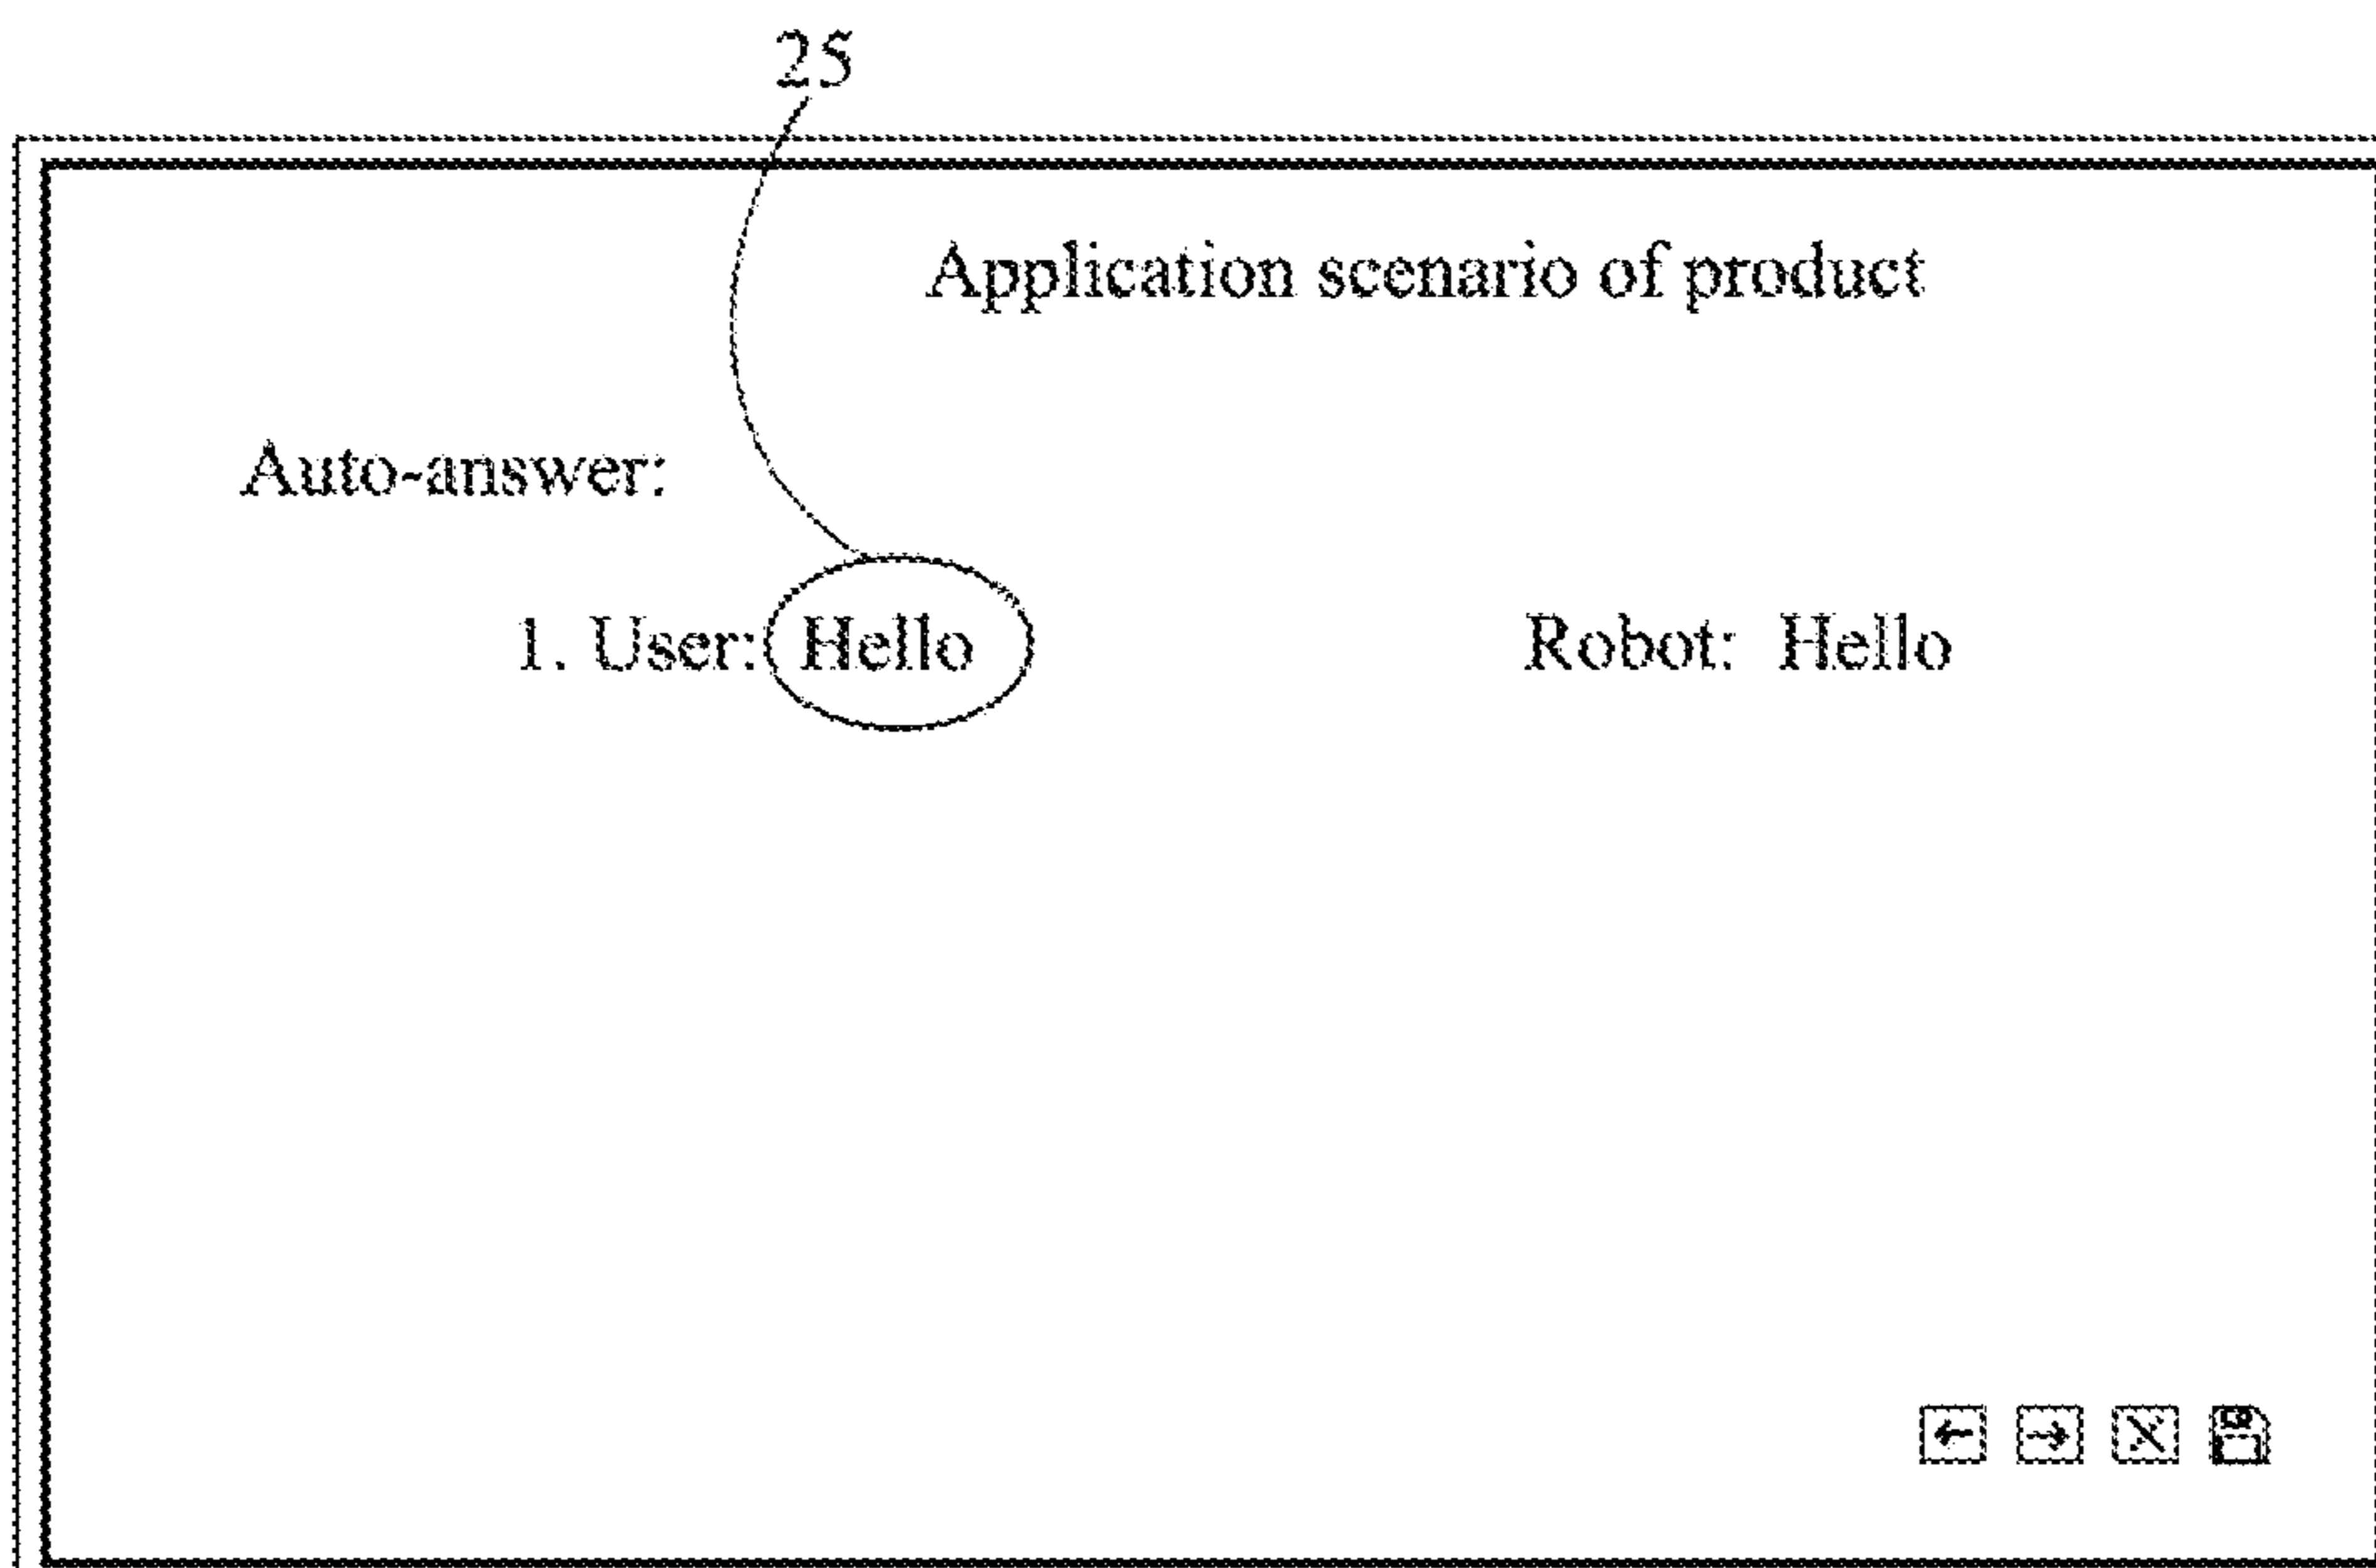 25
Application scenario of product
Auto-answer:
1. User: Hello Robot: Hello